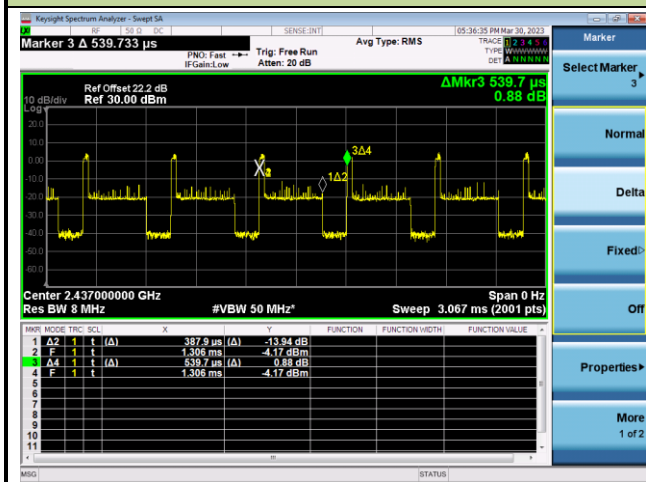 Keysight Spectrum Analyzer - Swept SA
RF 50 Ω DC SENSE:INT 05:36:35 PM Mar 30, 2023
Marker 3 Δ 539.733 µs
PNO: Fast
IFGain:Low
Trig: Free Run
Atten: 20 dB
Avg Type: RMS
TRACE 1 2 3 4 5 6
TYPE WWWWWW
DET A N N N N N
Ref Offset 22.2 dB
10 dB/div Ref 30.00 dBm
Log
ΔMkr3 539.7 µs
0.88 dB
20.0
10.0
0.00
-10.0
-20.0
-30.0
-40.0
-50.0
-60.0
3Δ4
1Δ2
Center 2.437000000 GHz Span 0 Hz
Res BW 8 MHz #VBW 50 MHz* Sweep 3.067 ms (2001 pts)
MKR MODE TRC SCL X Y FUNCTION FUNCTION WIDTH FUNCTION VALUE
1 Δ2 1 t (Δ) 387.9 µs (Δ) -13.94 dB
2 F 1 t 1.306 ms -4.17 dBm
3 Δ4 1 t (Δ) 539.7 µs (Δ) 0.88 dB
4 F 1 t 1.306 ms -4.17 dBm
5
6
7
8
9
10
11
MSG STATUS
Marker
Select Marker
3
Normal
Delta
Fixed
Off
Properties
More
1 of 2